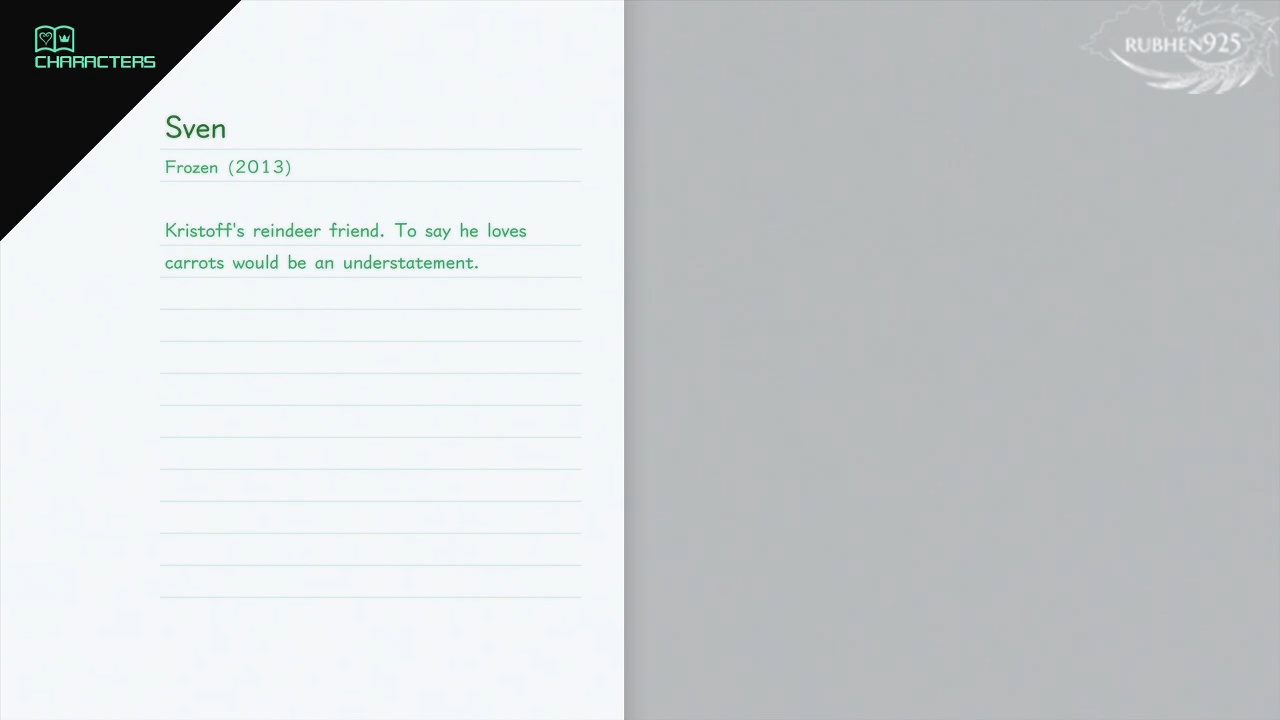 CHARACTERS
RUBHEN925
Sven
Frozen (2013)
Kristoff's reindeer friend. To say he loves
carrots would be an understatement.